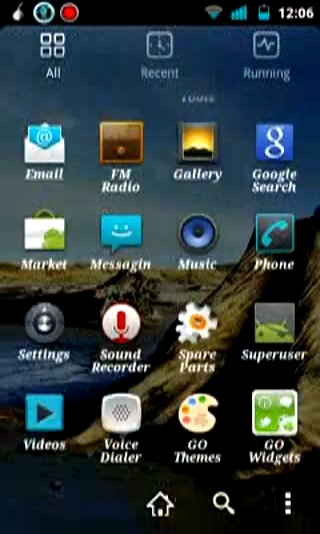 12:06
All Recent Running
Tools
Email FM Radio Gallery Google Search
Market Messagin Music Phone
Settings Sound Recorder Spare Parts Superuser
Videos Voice Dialer GO Themes GO Widgets